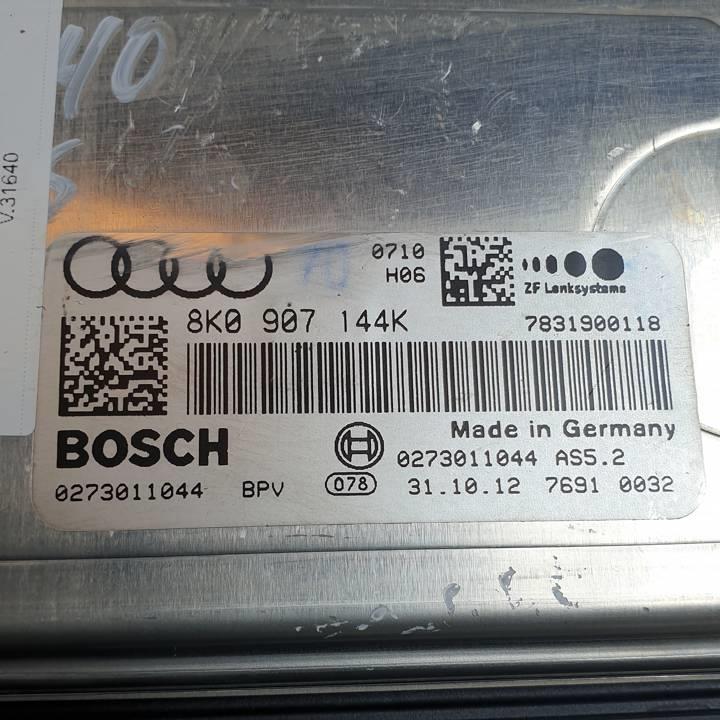 40
V.31640
0710
H06
ZF Lenksysteme
8K0 907 144K
7831900118
BOSCH
Made in Germany
0273011044 AS5.2
0273011044 BPV 078 31.10.12 7691 0032